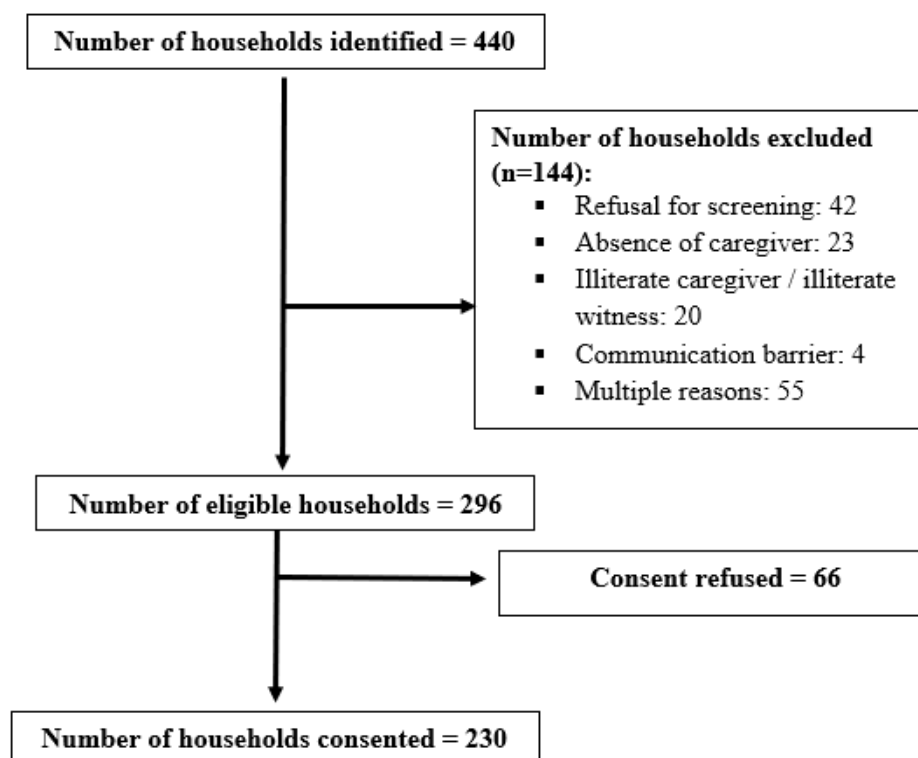 Number of households identified = 440
Number of households excluded
(n=144):
▪ Refusal for screening: 42
▪ Absence of caregiver: 23
▪ Illiterate caregiver / illiterate
witness: 20
▪ Communication barrier: 4
▪ Multiple reasons: 55
Number of eligible households = 296
Consent refused = 66
Number of households consented = 230